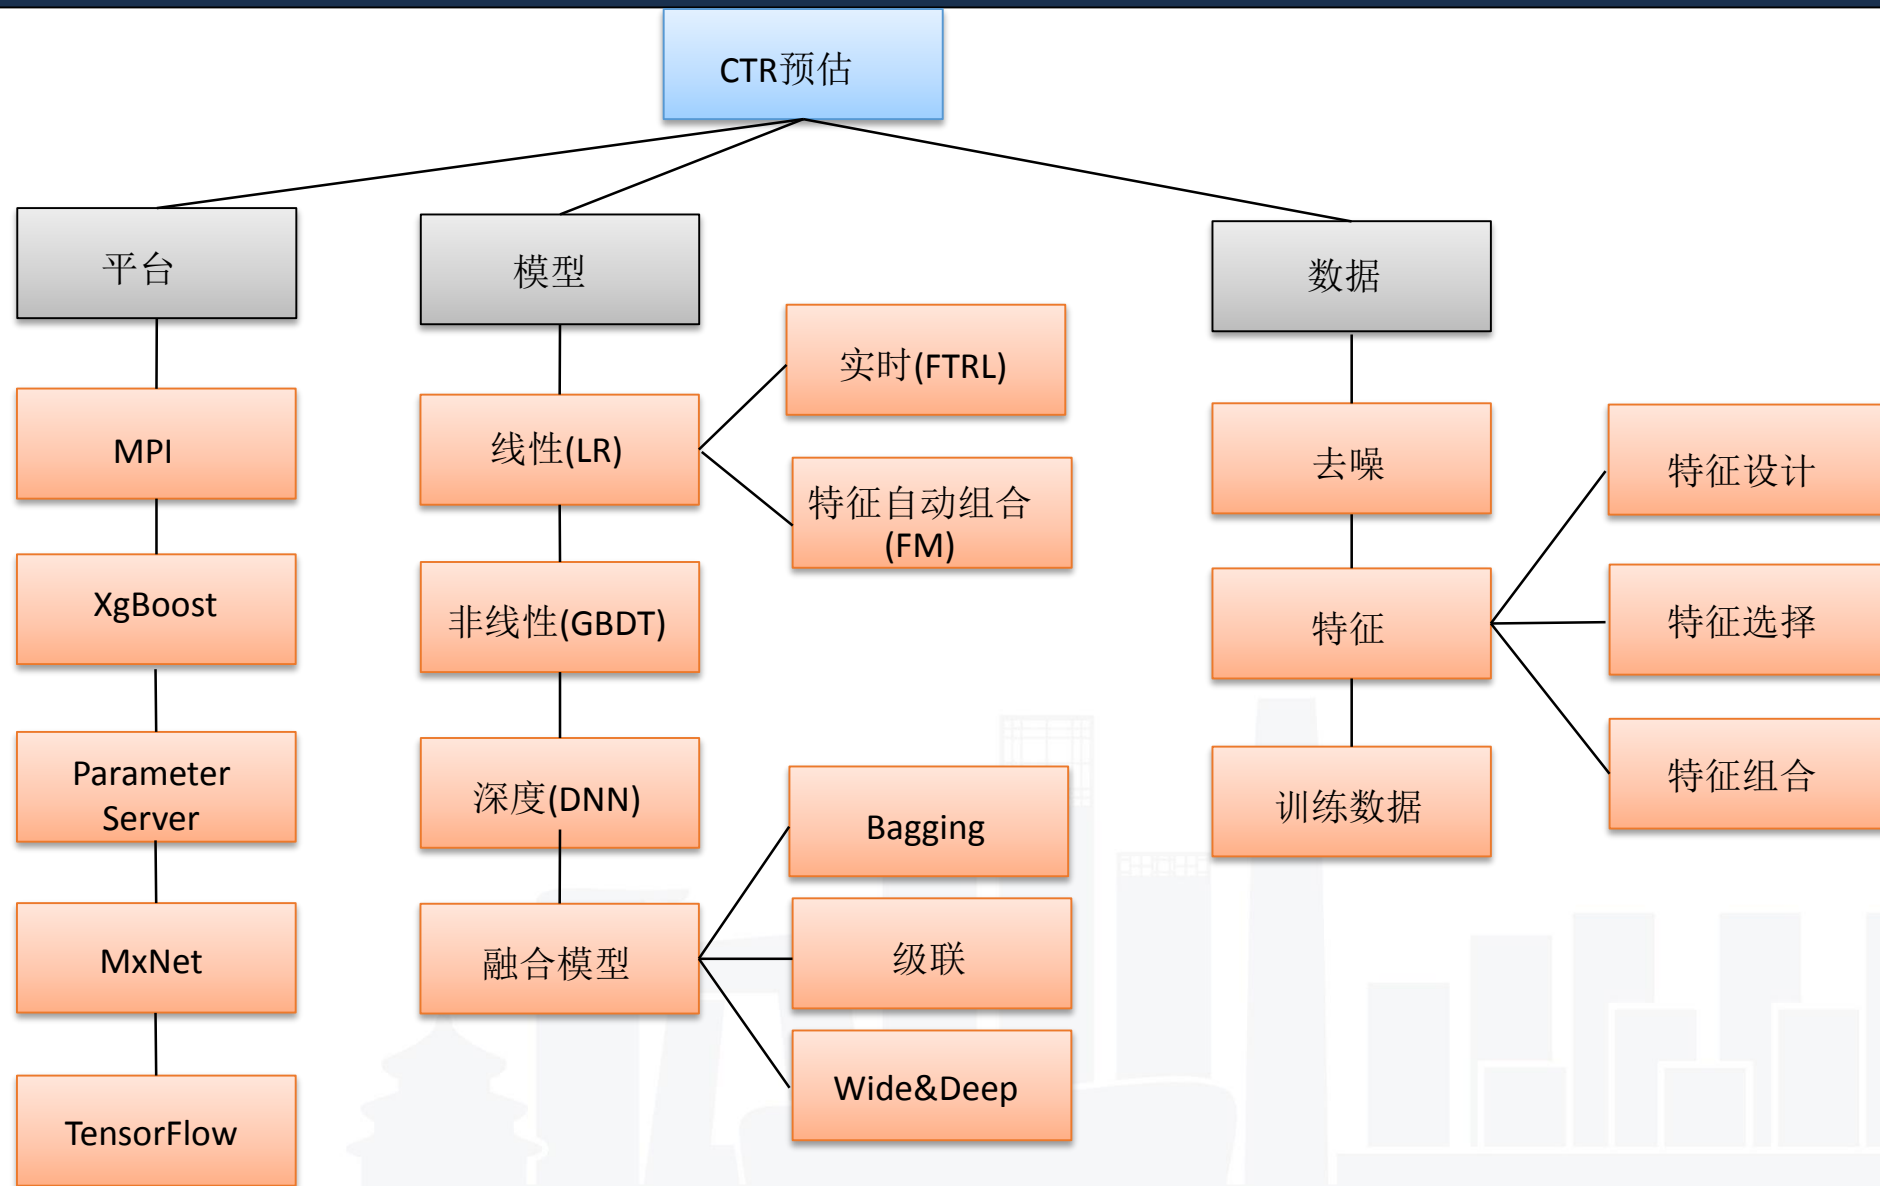 CTR预估
平台
MPI
XgBoost
Parameter
Server
MxNet
TensorFlow
模型
线性(LR)
实时(FTRL)
特征自动组合
(FM)
非线性(GBDT)
深度(DNN)
融合模型
Bagging
级联
Wide&Deep
数据
去噪
特征
特征设计
特征选择
特征组合
训练数据